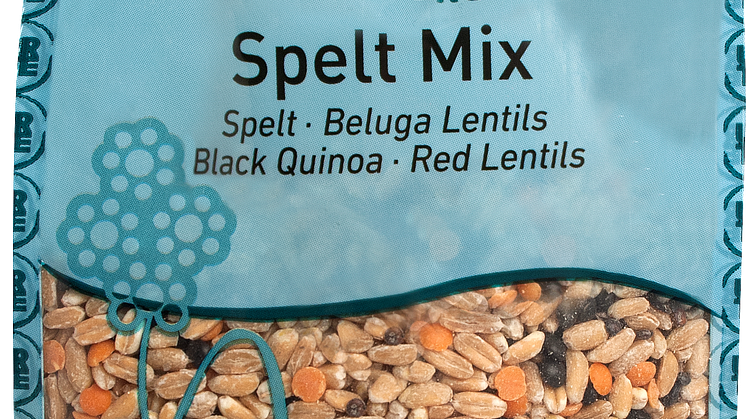 Spelt Mix
Spelt · Beluga Lentils
Black Quinoa · Red Lentils